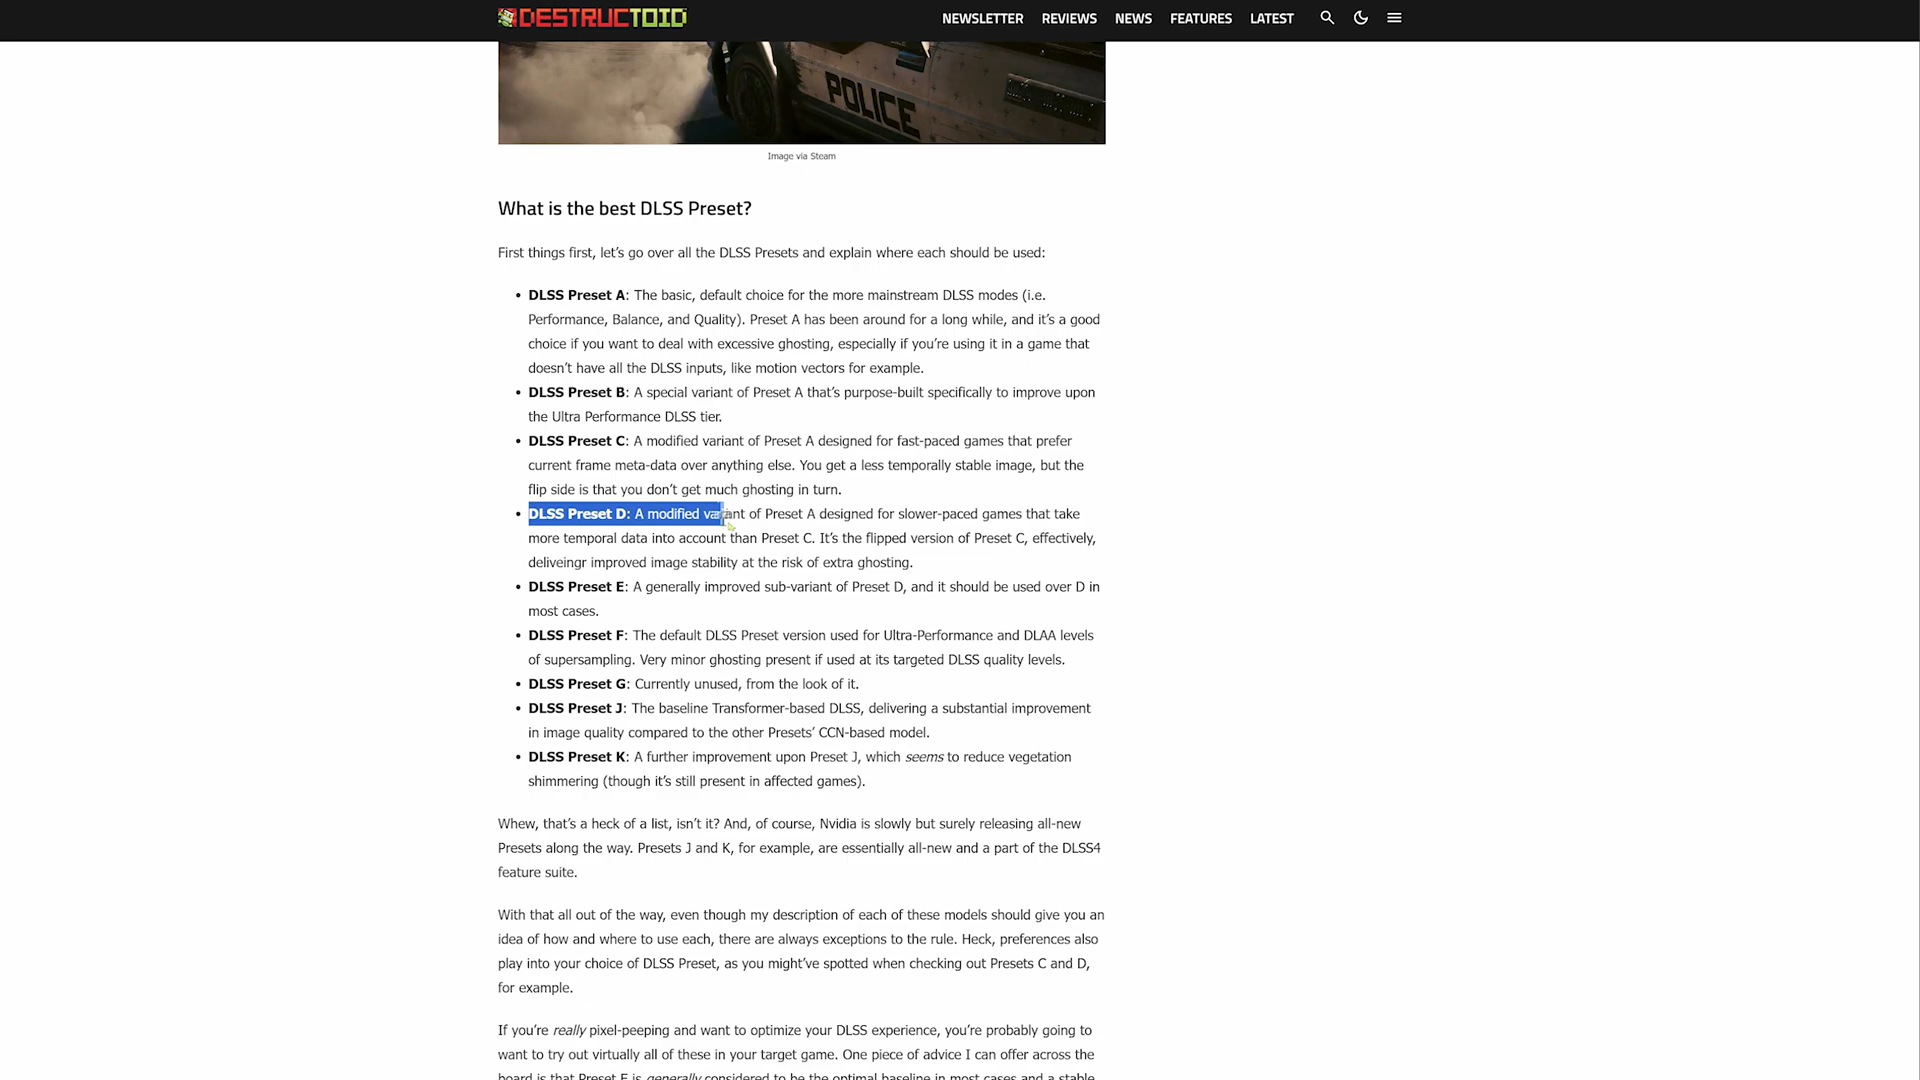 DESTRUCTOID
NEWSLETTER REVIEWS NEWS FEATURES LATEST
POLICE
Image via Steam
What is the best DLSS Preset?
First things first, let’s go over all the DLSS Presets and explain where each should be used:
• DLSS Preset A: The basic, default choice for the more mainstream DLSS modes (i.e.
Performance, Balance, and Quality). Preset A has been around for a long while, and it’s a good
choice if you want to deal with excessive ghosting, especially if you’re using it in a game that
doesn’t have all the DLSS inputs, like motion vectors for example.
• DLSS Preset B: A special variant of Preset A that’s purpose-built specifically to improve upon
the Ultra Performance DLSS tier.
• DLSS Preset C: A modified variant of Preset A designed for fast-paced games that prefer
current frame meta-data over anything else. You get a less temporally stable image, but the
flip side is that you don’t get much ghosting in turn.
• DLSS Preset D: A modified variant of Preset A designed for slower-paced games that take
more temporal data into account than Preset C. It’s the flipped version of Preset C, effectively,
deliveingr improved image stability at the risk of extra ghosting.
• DLSS Preset E: A generally improved sub-variant of Preset D, and it should be used over D in
most cases.
• DLSS Preset F: The default DLSS Preset version used for Ultra-Performance and DLAA levels
of supersampling. Very minor ghosting present if used at its targeted DLSS quality levels.
• DLSS Preset G: Currently unused, from the look of it.
• DLSS Preset J: The baseline Transformer-based DLSS, delivering a substantial improvement
in image quality compared to the other Presets’ CCN-based model.
• DLSS Preset K: A further improvement upon Preset J, which seems to reduce vegetation
shimmering (though it’s still present in affected games).
Whew, that’s a heck of a list, isn’t it? And, of course, Nvidia is slowly but surely releasing all-new
Presets along the way. Presets J and K, for example, are essentially all-new and a part of the DLSS4
feature suite.
With that all out of the way, even though my description of each of these models should give you an
idea of how and where to use each, there are always exceptions to the rule. Heck, preferences also
play into your choice of DLSS Preset, as you might’ve spotted when checking out Presets C and D,
for example.
If you’re really pixel-peeping and want to optimize your DLSS experience, you’re probably going to
want to try out virtually all of these in your target game. One piece of advice I can offer across the
board is that Preset E is generally considered to be the optimal baseline in most cases and a stable